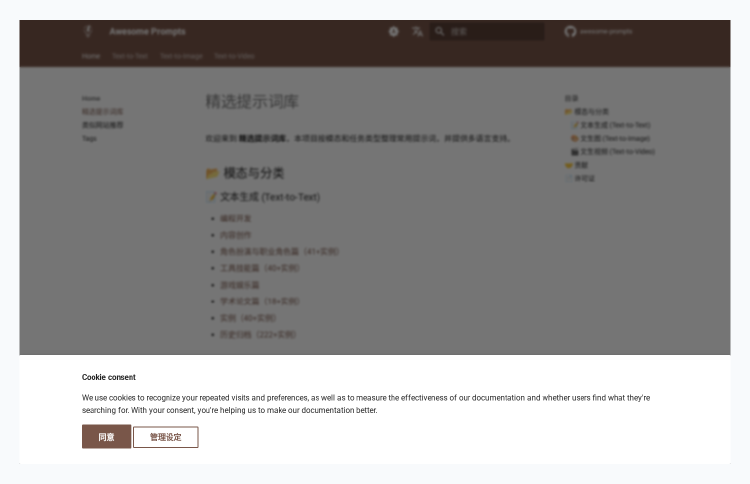 Awesome Prompts
搜索
awesome-prompts
Home
Text-to-Text
Text-to-Image
Text-to-Video
Home
精选提示词库
类似网站推荐
Tags
精选提示词库
欢迎来到 精选提示词库。本项目按模态和任务类型管理常用提示词，并提供多语言支持。
📂 模态与分类
📝 文本生成 (Text-to-Text)
编程开发
内容创作
角色扮演与职业角色篇（41+实例）
工具技能篇（40+实例）
游戏娱乐篇
学术论文篇（18+实例）
实例（40+实例）
历史归档（222+实例）
目录
📂 模态与分类
📝 文本生成 (Text-to-Text)
🎨 文生图 (Text-to-Image)
🎬 文生视频 (Text-to-Video)
🤝 贡献
📄 许可证
Cookie consent
We use cookies to recognize your repeated visits and preferences, as well as to measure the effectiveness of our documentation and whether users find what they're
searching for. With your consent, you're helping us to make our documentation better.
同意
管理设定